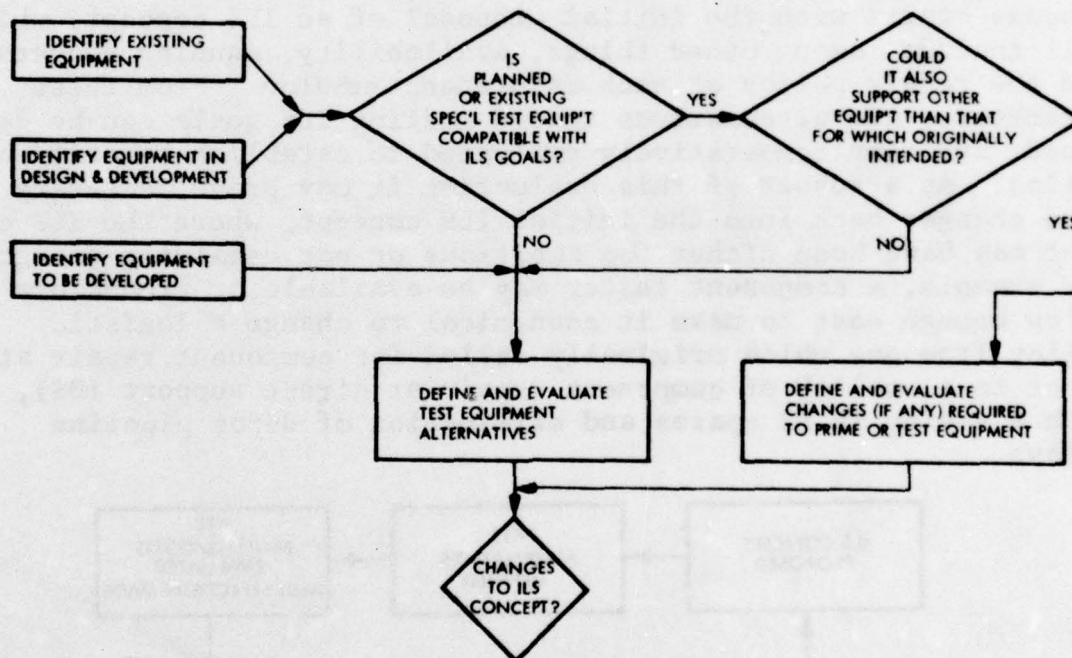 IDENTIFY EXISTING
EQUIPMENT
IDENTIFY EQUIPMENT IN
DESIGN & DEVELOPMENT
IDENTIFY EQUIPMENT
TO BE DEVELOPED
IS
PLANNED
OR EXISTING
SPEC'L TEST EQUIP'T
COMPATIBLE WITH
ILS GOALS?
YES
NO
COULD
IT ALSO
SUPPORT OTHER
EQUIP'T THAN THAT
FOR WHICH ORIGINALLY
INTENDED?
NO
DEFINE AND EVALUATE
TEST EQUIPMENT
ALTERNATIVES
DEFINE AND EVALUATE
CHANGES (IF ANY) REQUIRED
TO PRIME OR TEST EQUIPMENT
CHANGES
TO ILS
CONCEPT?